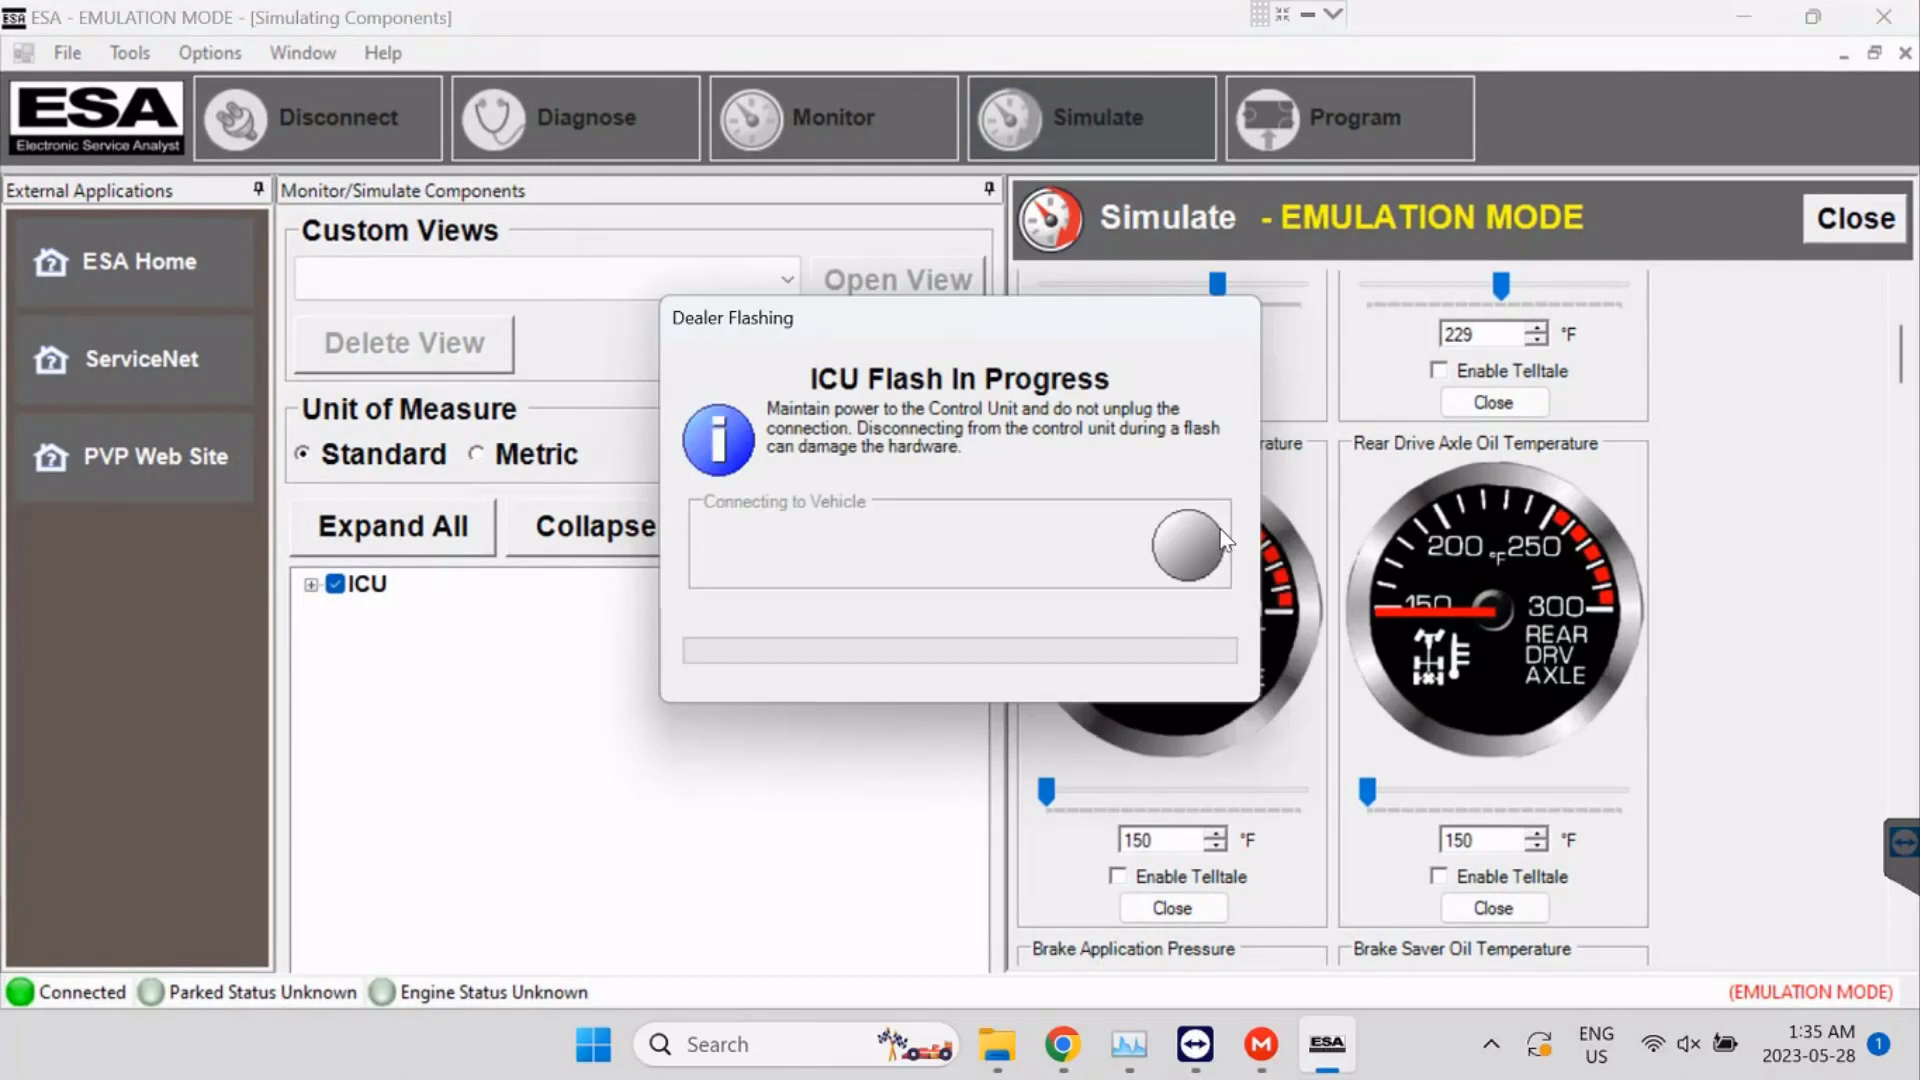 ESA ESA - EMULATION MODE - [Simulating Components]
File Tools Options Window Help
ESA
Electronic Service Analyst
Disconnect
Diagnose
Monitor
Simulate
Program
External Applications
ESA Home
ServiceNet
PVP Web Site
Monitor/Simulate Components
Custom Views
Open View
Delete View
Unit of Measure
Standard Metric
Expand All
Collapse
ICU
Simulate - EMULATION MODE
Close
229 °F
Enable Telltale
Close
Dealer Flashing
ICU Flash In Progress
Maintain power to the Control Unit and do not unplug the
connection. Disconnecting from the control unit during a flash
can damage the hardware.
Connecting to Vehicle
Rear Drive Axle Oil Temperature
200 °F 250
150 300
REAR
DRV
AXLE
150 °F
Enable Telltale
Close
150 °F
Enable Telltale
Close
Brake Application Pressure
Brake Saver Oil Temperature
Connected Parked Status Unknown Engine Status Unknown
(EMULATION MODE)
Search
M
ESA
ENG
US
1:35 AM
2023-05-28
1